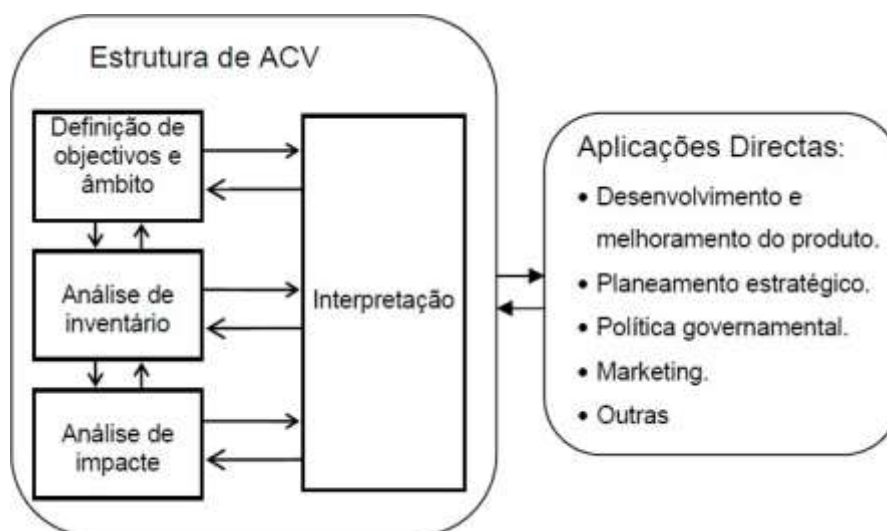 Estrutura de ACV
Definição de
objectivos e
âmbito
Análise de
inventário
Análise de
impacte
Interpretação
Aplicações Directas:
• Desenvolvimento e
melhoramento do produto.
• Planeamento estratégico.
• Política governamental.
• Marketing.
• Outras